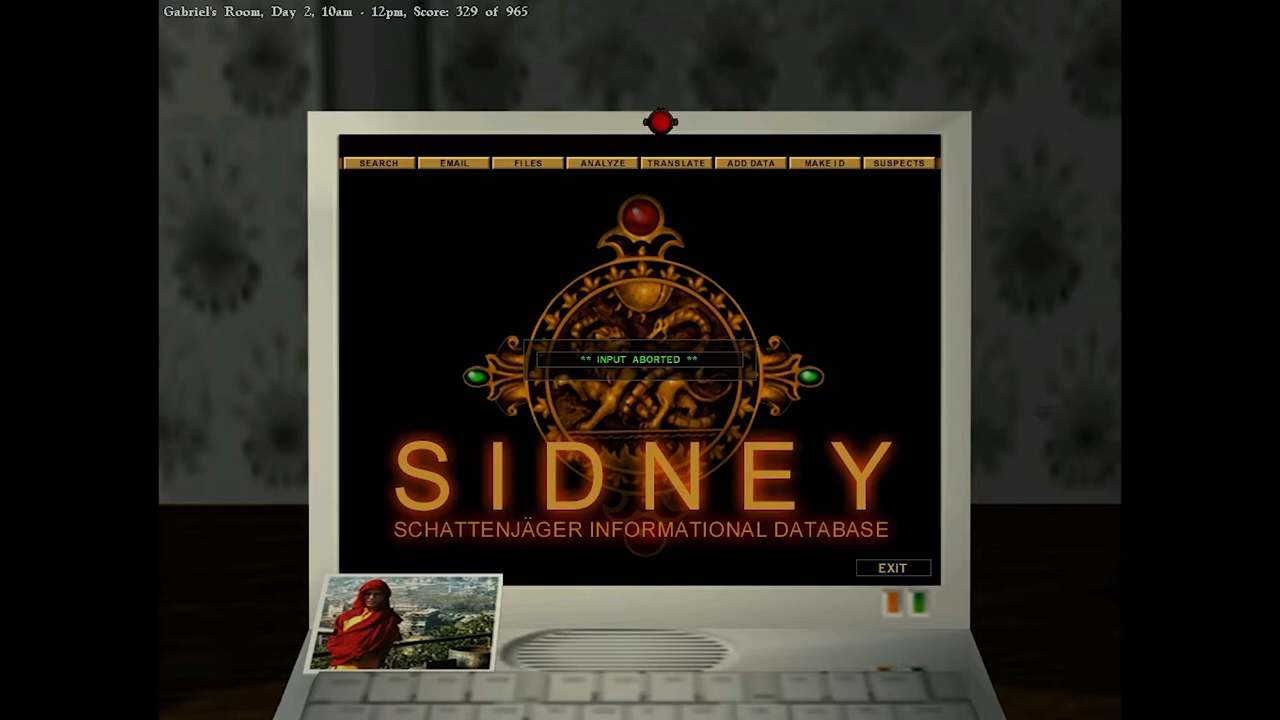 Gabriel's Room, Day 2, 10am - 12pm, Score: 329 of 965
SEARCH EMAIL FILES ANALYZE TRANSLATE ADD DATA MAKE ID SUSPECTS
** INPUT ABORTED **
SIDNEY
SCHATTENJÄGER INFORMATIONAL DATABASE
EXIT